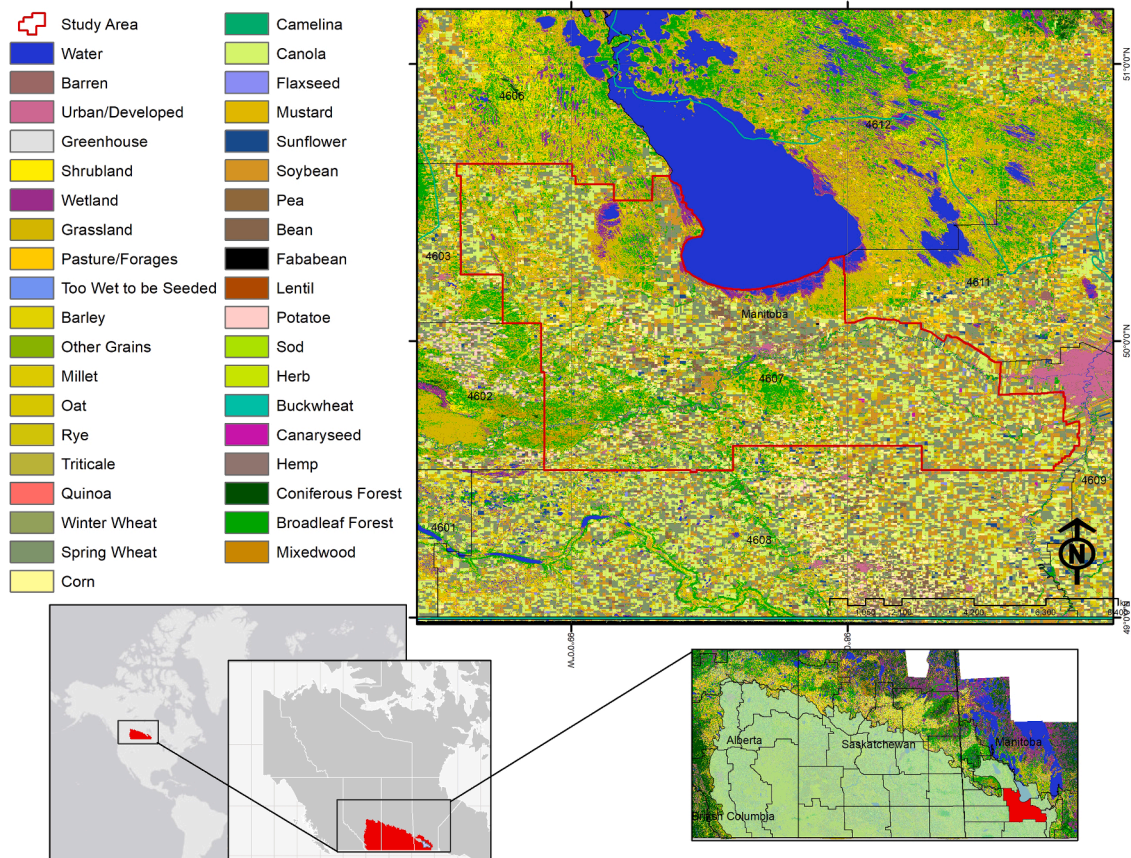 Study Area
Water
Barren
Urban/Developed
Greenhouse
Shrubland
Wetland
Grassland
Pasture/Forages
Too Wet to be Seeded
Barley
Other Grains
Millet
Oat
Rye
Triticale
Quinoa
Winter Wheat
Spring Wheat
Corn
Camelina
Canola
Flaxseed
Mustard
Sunflower
Soybean
Pea
Bean
Fababean
Lentil
Potatoe
Sod
Herb
Buckwheat
Canaryseed
Hemp
Coniferous Forest
Broadleaf Forest
Mixedwood
4606
4612
4603
4611
Manitoba
4602
4607
4609
4601
4608
N
51°0'0"N
50°0'0"N
Alberta
Saskatchewan
Manitoba
British Columbia